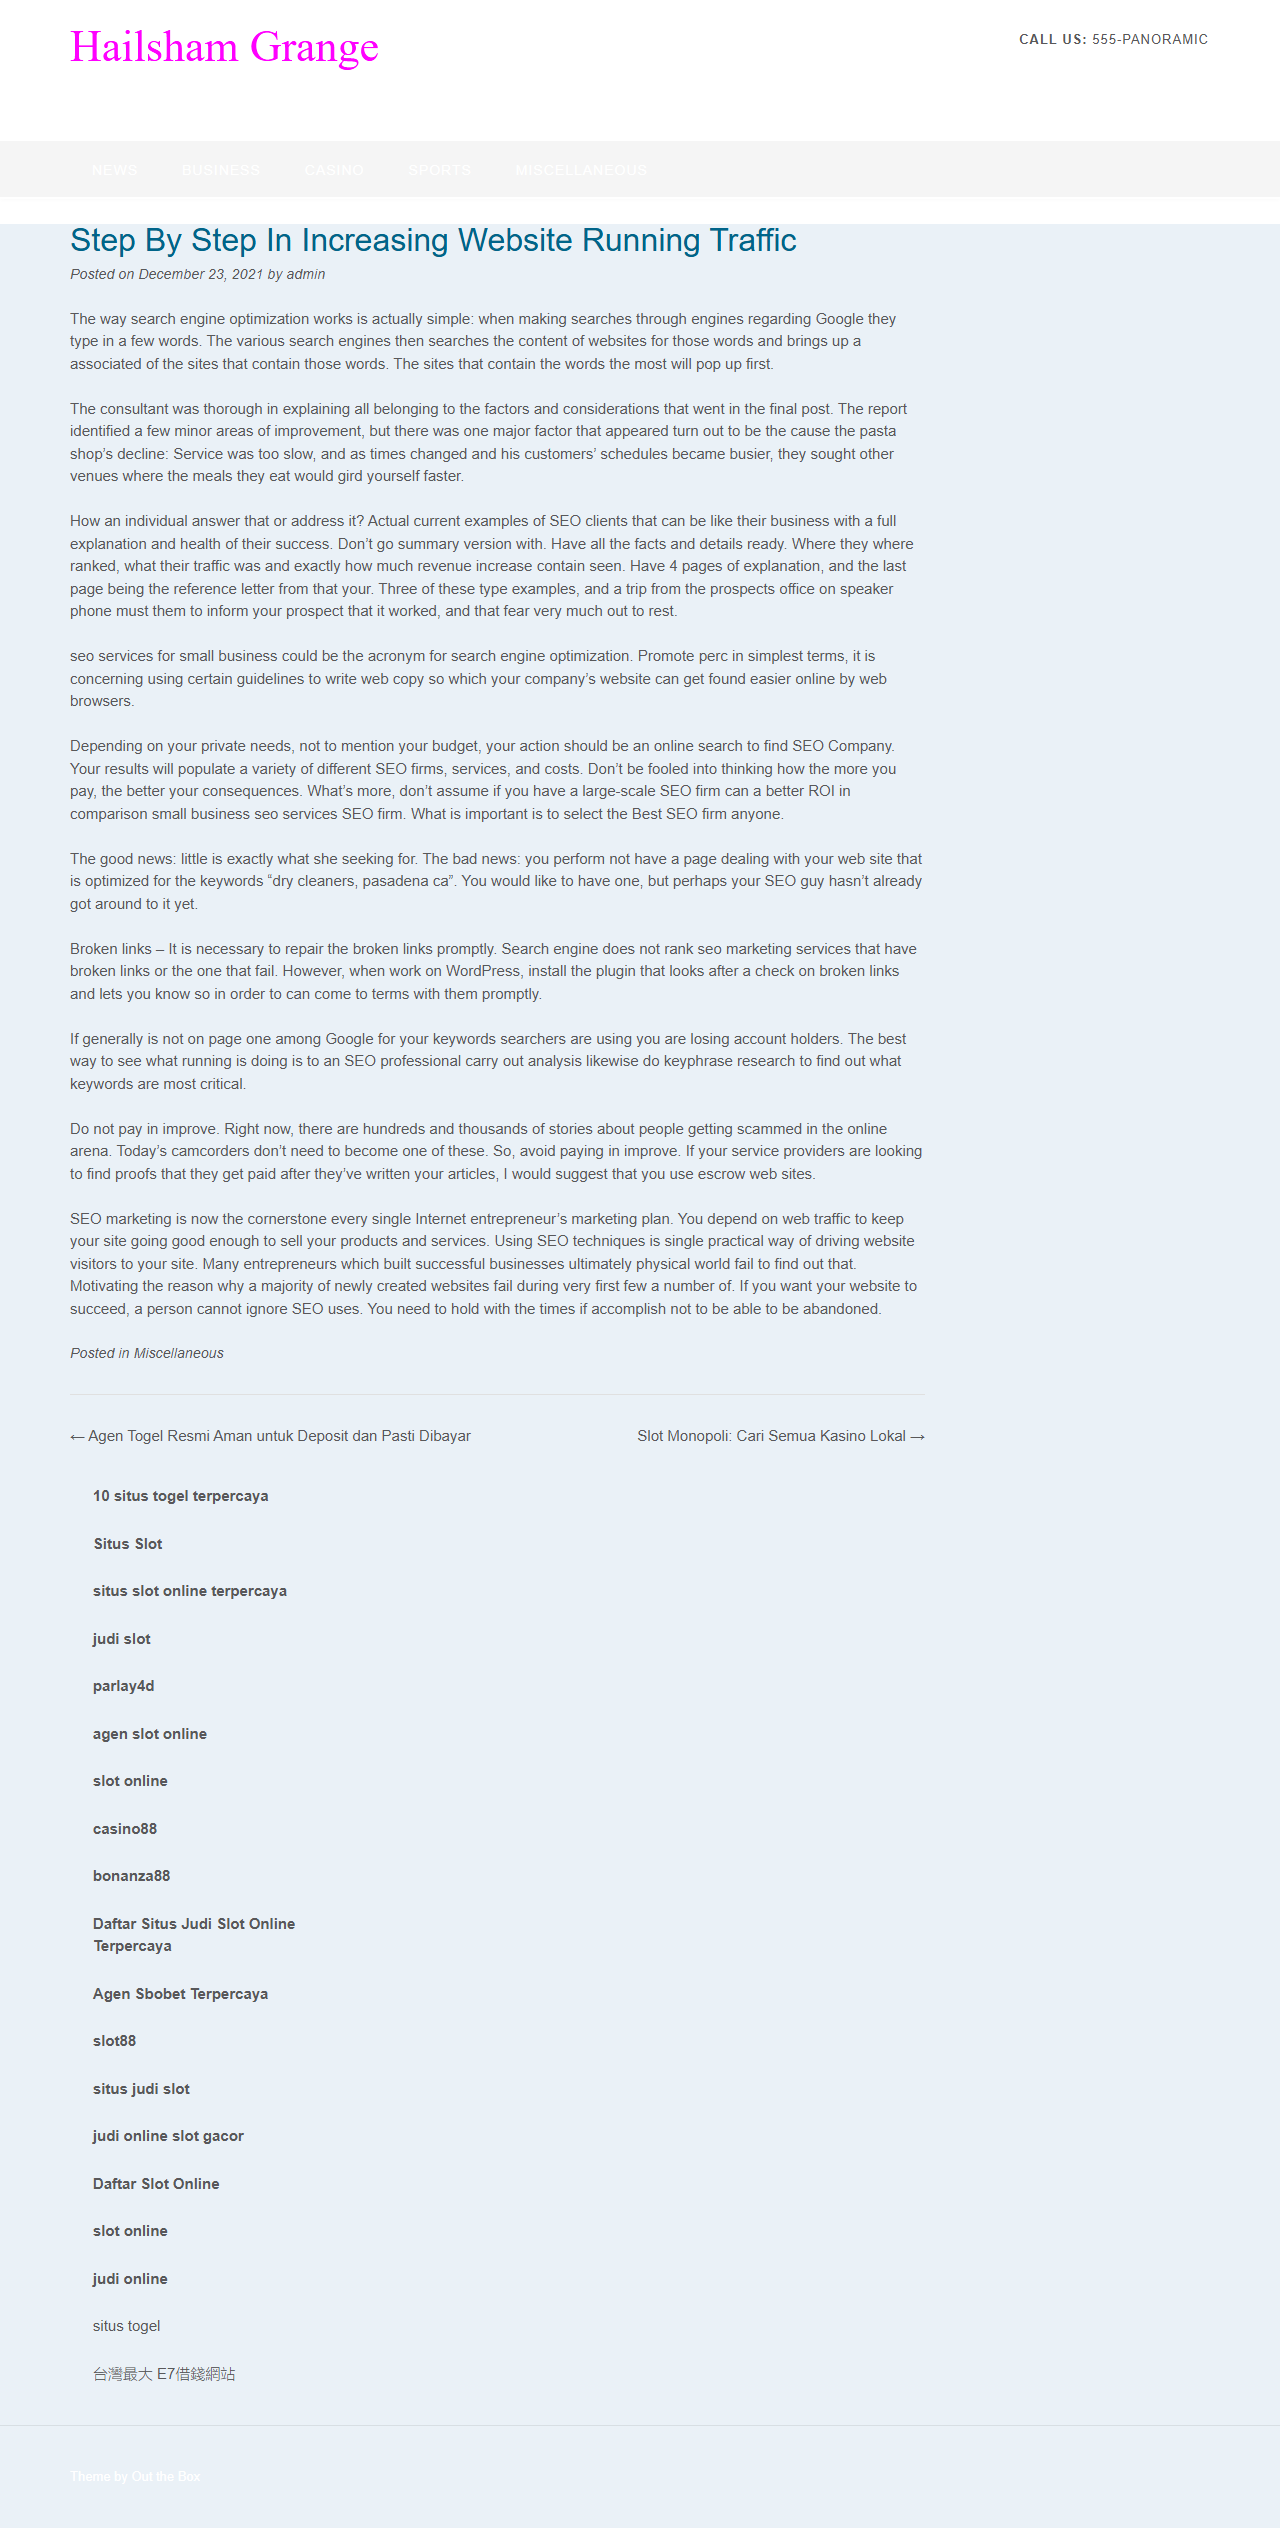 Hailsham Grange
CALL US: 555-PANORAMIC
NEWS BUSINESS CASINO SPORTS MISCELLANEOUS
Step By Step In Increasing Website Running Traffic
Posted on December 23, 2021 by admin
The way search engine optimization works is actually simple: when making searches through engines regarding Google they
type in a few words. The various search engines then searches the content of websites for those words and brings up a
associated of the sites that contain those words. The sites that contain the words the most will pop up first.
The consultant was thorough in explaining all belonging to the factors and considerations that went in the final post. The report
identified a few minor areas of improvement, but there was one major factor that appeared turn out to be the cause the pasta
shop’s decline: Service was too slow, and as times changed and his customers’ schedules became busier, they sought other
venues where the meals they eat would gird yourself faster.
How an individual answer that or address it? Actual current examples of SEO clients that can be like their business with a full
explanation and health of their success. Don’t go summary version with. Have all the facts and details ready. Where they where
ranked, what their traffic was and exactly how much revenue increase contain seen. Have 4 pages of explanation, and the last
page being the reference letter from that your. Three of these type examples, and a trip from the prospects office on speaker
phone must them to inform your prospect that it worked, and that fear very much out to rest.
seo services for small business could be the acronym for search engine optimization. Promote perc in simplest terms, it is
concerning using certain guidelines to write web copy so which your company’s website can get found easier online by web
browsers.
Depending on your private needs, not to mention your budget, your action should be an online search to find SEO Company.
Your results will populate a variety of different SEO firms, services, and costs. Don’t be fooled into thinking how the more you
pay, the better your consequences. What’s more, don’t assume if you have a large-scale SEO firm can a better ROI in
comparison small business seo services SEO firm. What is important is to select the Best SEO firm anyone.
The good news: little is exactly what she seeking for. The bad news: you perform not have a page dealing with your web site that
is optimized for the keywords “dry cleaners, pasadena ca”. You would like to have one, but perhaps your SEO guy hasn’t already
got around to it yet.
Broken links – It is necessary to repair the broken links promptly. Search engine does not rank seo marketing services that have
broken links or the one that fail. However, when work on WordPress, install the plugin that looks after a check on broken links
and lets you know so in order to can come to terms with them promptly.
If generally is not on page one among Google for your keywords searchers are using you are losing account holders. The best
way to see what running is doing is to an SEO professional carry out analysis likewise do keyphrase research to find out what
keywords are most critical.
Do not pay in improve. Right now, there are hundreds and thousands of stories about people getting scammed in the online
arena. Today’s camcorders don’t need to become one of these. So, avoid paying in improve. If your service providers are looking
to find proofs that they get paid after they’ve written your articles, I would suggest that you use escrow web sites.
SEO marketing is now the cornerstone every single Internet entrepreneur’s marketing plan. You depend on web traffic to keep
your site going good enough to sell your products and services. Using SEO techniques is single practical way of driving website
visitors to your site. Many entrepreneurs which built successful businesses ultimately physical world fail to find out that.
Motivating the reason why a majority of newly created websites fail during very first few a number of. If you want your website to
succeed, a person cannot ignore SEO uses. You need to hold with the times if accomplish not to be able to be abandoned.
Posted in Miscellaneous
← Agen Togel Resmi Aman untuk Deposit dan Pasti Dibayar
Slot Monopoli: Cari Semua Kasino Lokal →
10 situs togel terpercaya
Situs Slot
situs slot online terpercaya
judi slot
parlay4d
agen slot online
slot online
casino88
bonanza88
Daftar Situs Judi Slot Online
Terpercaya
Agen Sbobet Terpercaya
slot88
situs judi slot
judi online slot gacor
Daftar Slot Online
slot online
judi online
situs togel
台灣最大 E7借錢網站
Theme by Out the Box